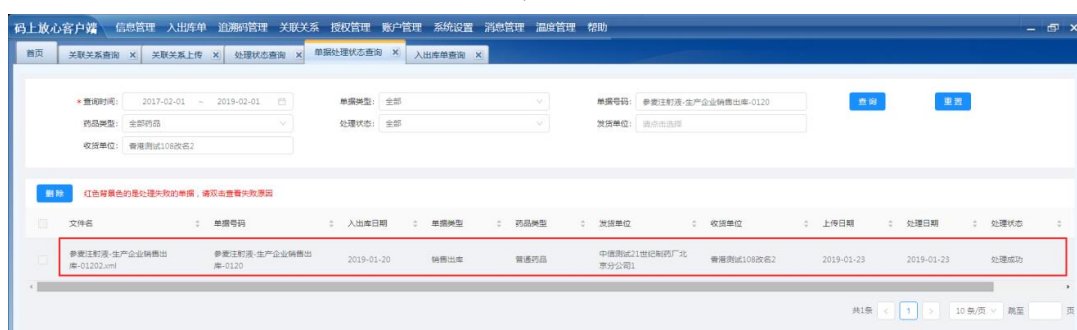 码上放心客户端 信息管理 入出库单 追溯码管理 关联关系 授权管理 账户管理 系统设置 消息管理 温度管理 帮助
首页 关联关系查询 × 关联关系上传 × 处理状态查询 × 单据处理状态查询 × 入出库单查询 ×
* 查询时间: 2017-02-01 ~ 2019-02-01 单据类型: 全部 单据号码: 参麦注射液-生产企业销售出库-0120 查询 重置
药品类型: 全部药品 处理状态: 全部 发货单位: 请点击选择
收货单位: 香港测试108改名2
删除 红色背景色的是处理失败的单据,请双击查看失败原因
文件名 单据号码 入出库日期 单据类型 药品类型 发货单位 收货单位 上传日期 处理日期 处理状态
参麦注射液-生产企业销售出 参麦注射液-生产企业销售出 2019-01-20 销售出库 普通药品 中信测试21世纪制药厂北 香港测试108改名2 2019-01-23 2019-01-23 处理成功
库-01202.xml 库-0120 京分公司1
共1条 < 1 > 10 条/页 跳至 页